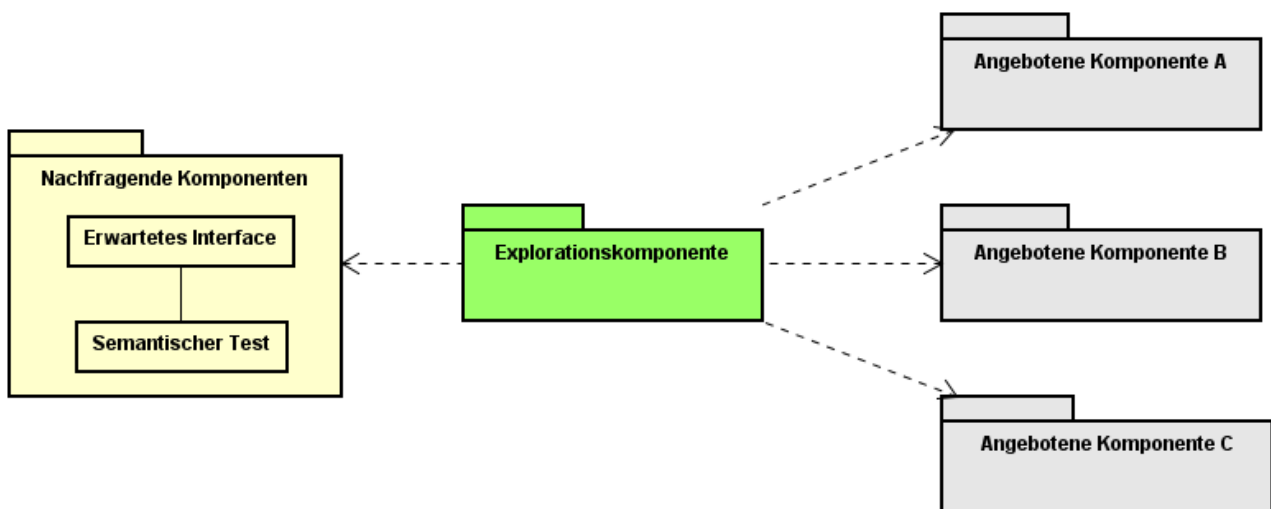 Nachfragende Komponenten
Erwartetes Interface
Semantischer Test
Explorationskomponente
Angebotene Komponente A
Angebotene Komponente B
Angebotene Komponente C